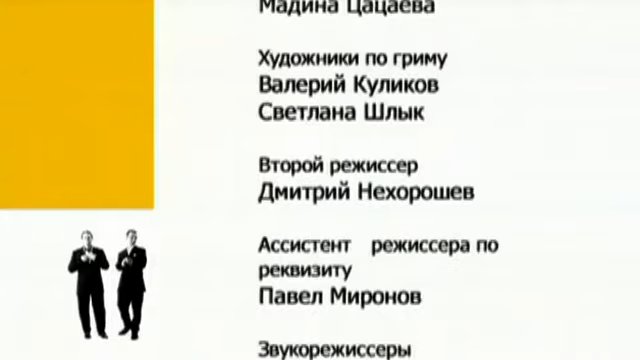 Мадина Цацаева
Художники по гриму
Валерий Куликов
Светлана Шлык
Второй режиссер
Дмитрий Нехорошев
Ассистент режиссера по
реквизиту
Павел Миронов
Звукорежиссеры